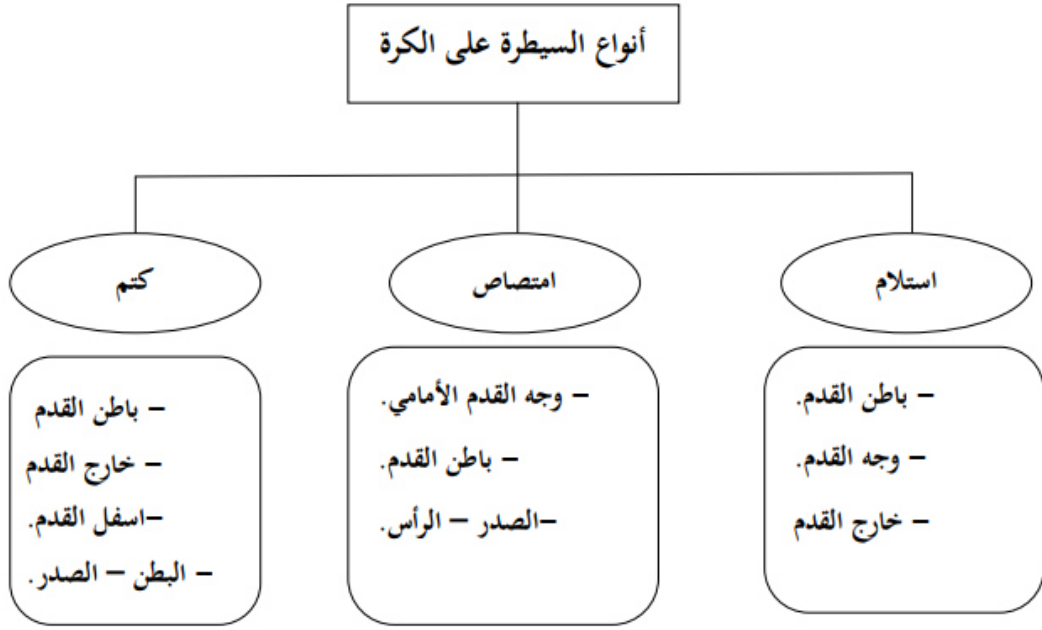 أنواع السيطرة على الكرة
استلام
– باطن القدم.
– وجه القدم.
– خارج القدم
امتصاص
– وجه القدم الأمامي.
– باطن القدم.
–الصدر – الرأس.
كتم
– باطن القدم
– خارج القدم
–اسفل القدم.
– البطن – الصدر.